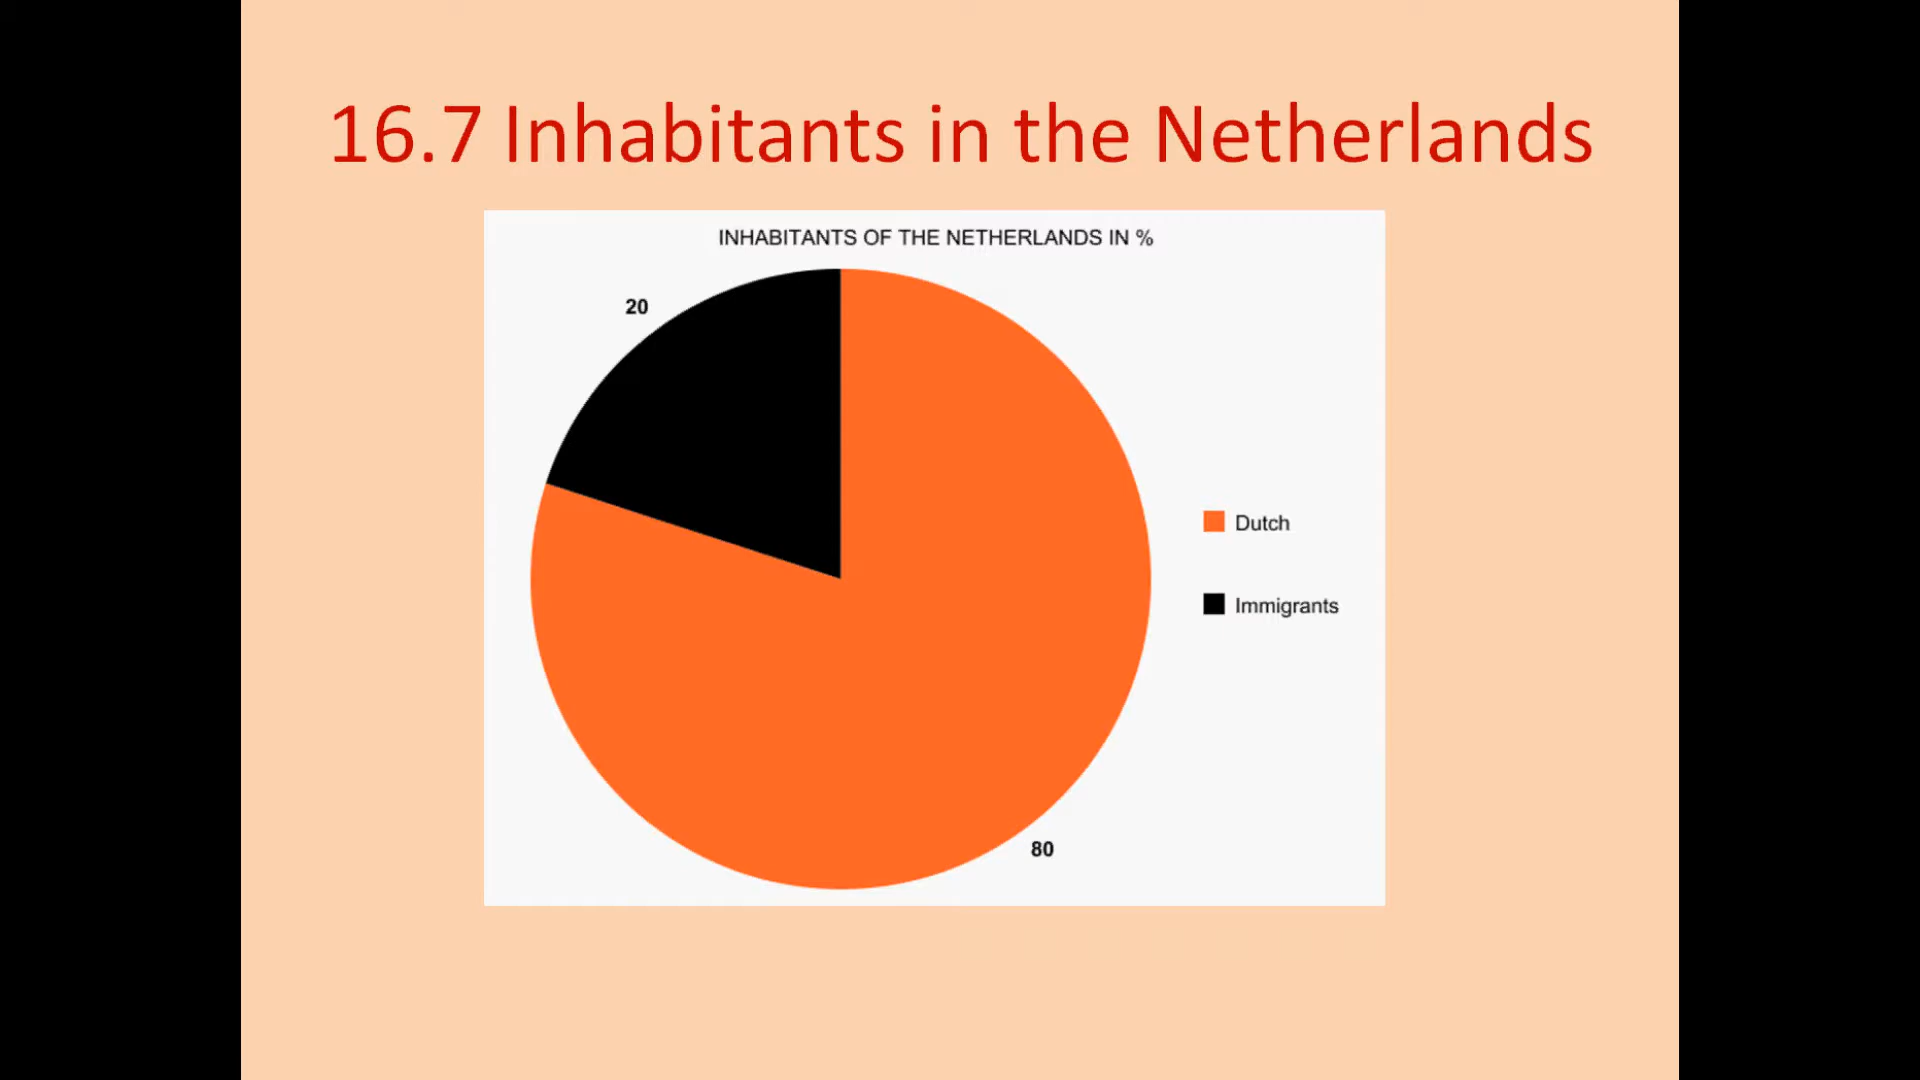 16.7 Inhabitants in the Netherlands
INHABITANTS OF THE NETHERLANDS IN %
20
Dutch
Immigrants
80